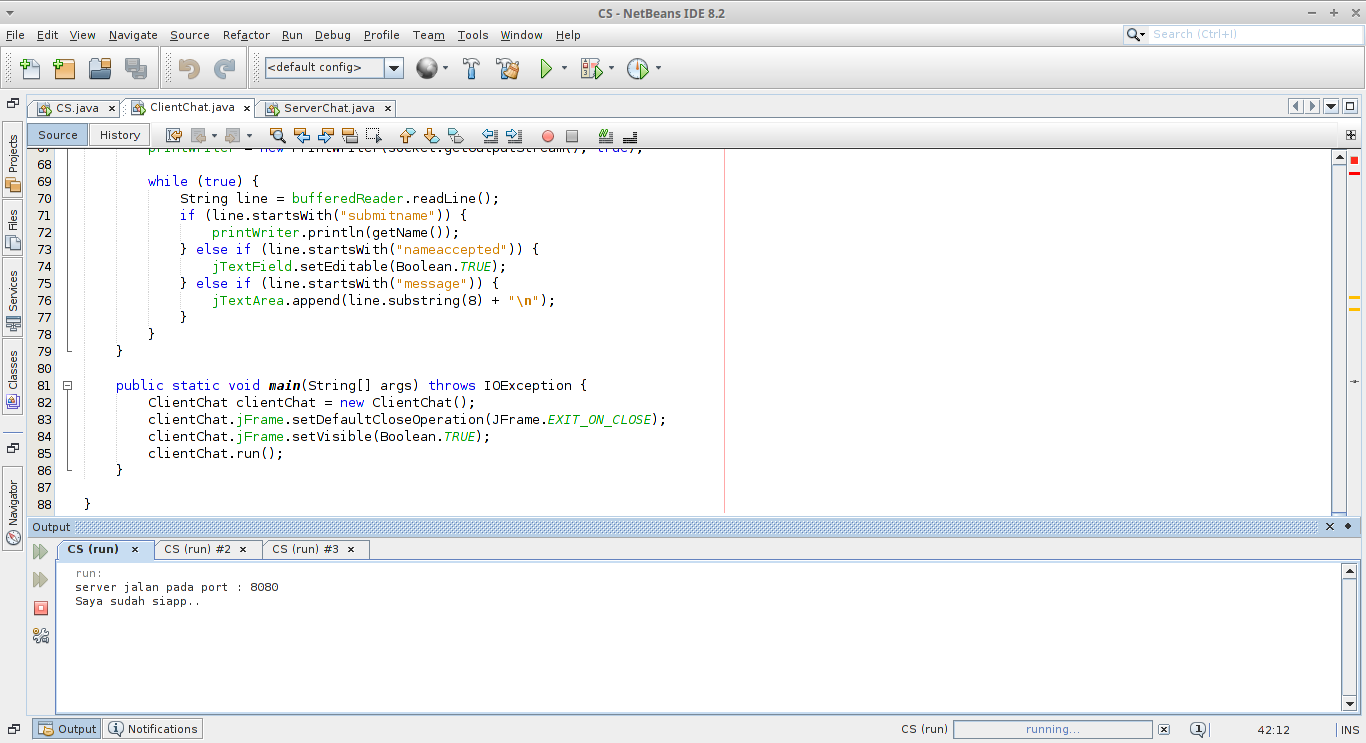 CS - NetBeans IDE 8.2
File Edit View Navigate Source Refactor Run Debug Profile Team Tools Window Help
Search (Ctrl+I)
<default config>
CS.java
ClientChat.java
ServerChat.java
Source
History
Projects
Files
Services
Classes
Navigator
67 printWriter = new PrintWriter(socket.getOutputStream(), true);
68
69 while (true) {
70 String line = bufferedReader.readLine();
71 if (line.startsWith("submitname")) {
72 printWriter.println(getName());
73 } else if (line.startsWith("nameaccepted")) {
74 jTextField.setEditable(Boolean.TRUE);
75 } else if (line.startsWith("message")) {
76 jTextArea.append(line.substring(8) + "\n");
77 }
78 }
79 }
80
81 public static void main(String[] args) throws IOException {
82 ClientChat clientChat = new ClientChat();
83 clientChat.jFrame.setDefaultCloseOperation(JFrame.EXIT_ON_CLOSE);
84 clientChat.jFrame.setVisible(Boolean.TRUE);
85 clientChat.run();
86 }
87
88 }
Output
CS (run)
CS (run) #2
CS (run) #3
run:
server jalan pada port : 8080
Saya sudah siapp..
Output
Notifications
CS (run)
running...
1
42:12
INS